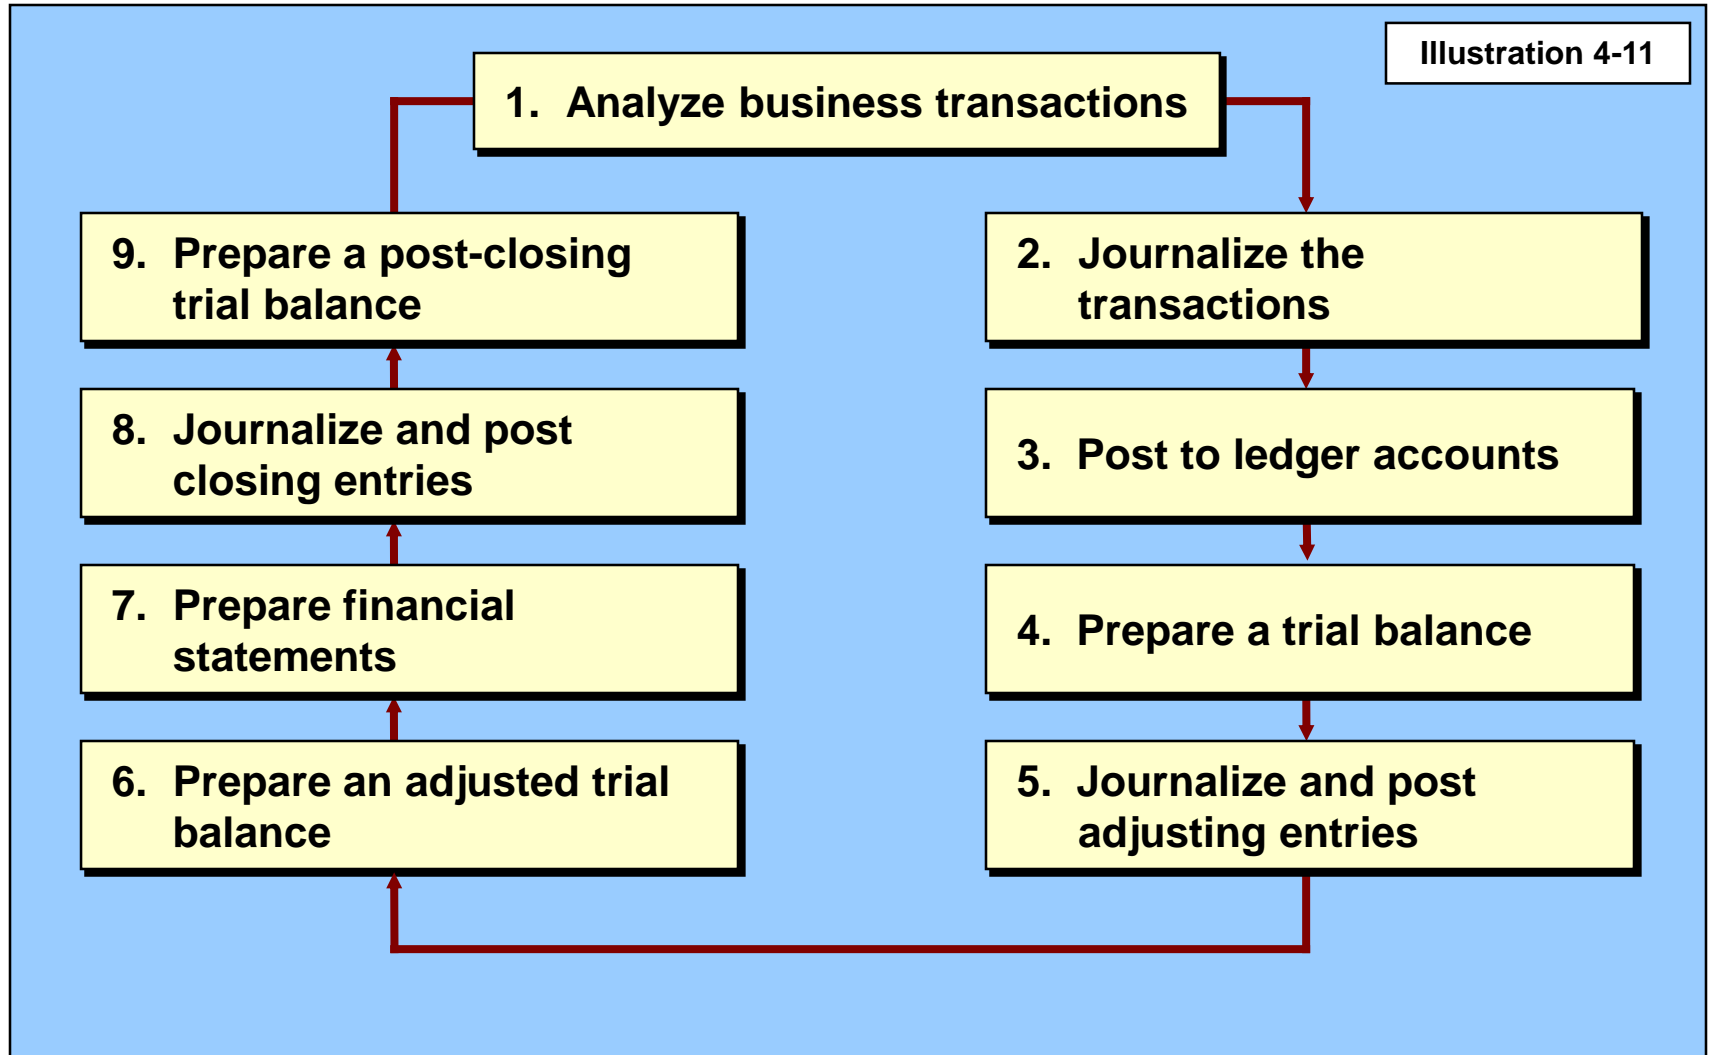 Illustration 4-11
1. Analyze business transactions
2. Journalize the
transactions
3. Post to ledger accounts
4. Prepare a trial balance
5. Journalize and post
adjusting entries
6. Prepare an adjusted trial
balance
7. Prepare financial
statements
8. Journalize and post
closing entries
9. Prepare a post-closing
trial balance